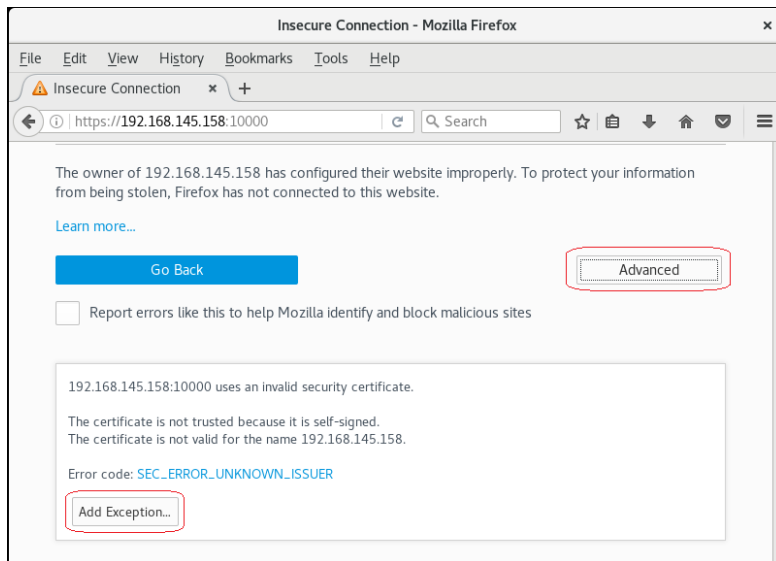 Insecure Connection - Mozilla Firefox ×
File Edit View History Bookmarks Tools Help
Insecure Connection × +
https://192.168.145.158:10000 Search
The owner of 192.168.145.158 has configured their website improperly. To protect your information
from being stolen, Firefox has not connected to this website.
Learn more...
Go Back Advanced
Report errors like this to help Mozilla identify and block malicious sites
192.168.145.158:10000 uses an invalid security certificate.
The certificate is not trusted because it is self-signed.
The certificate is not valid for the name 192.168.145.158.
Error code: SEC_ERROR_UNKNOWN_ISSUER
Add Exception...